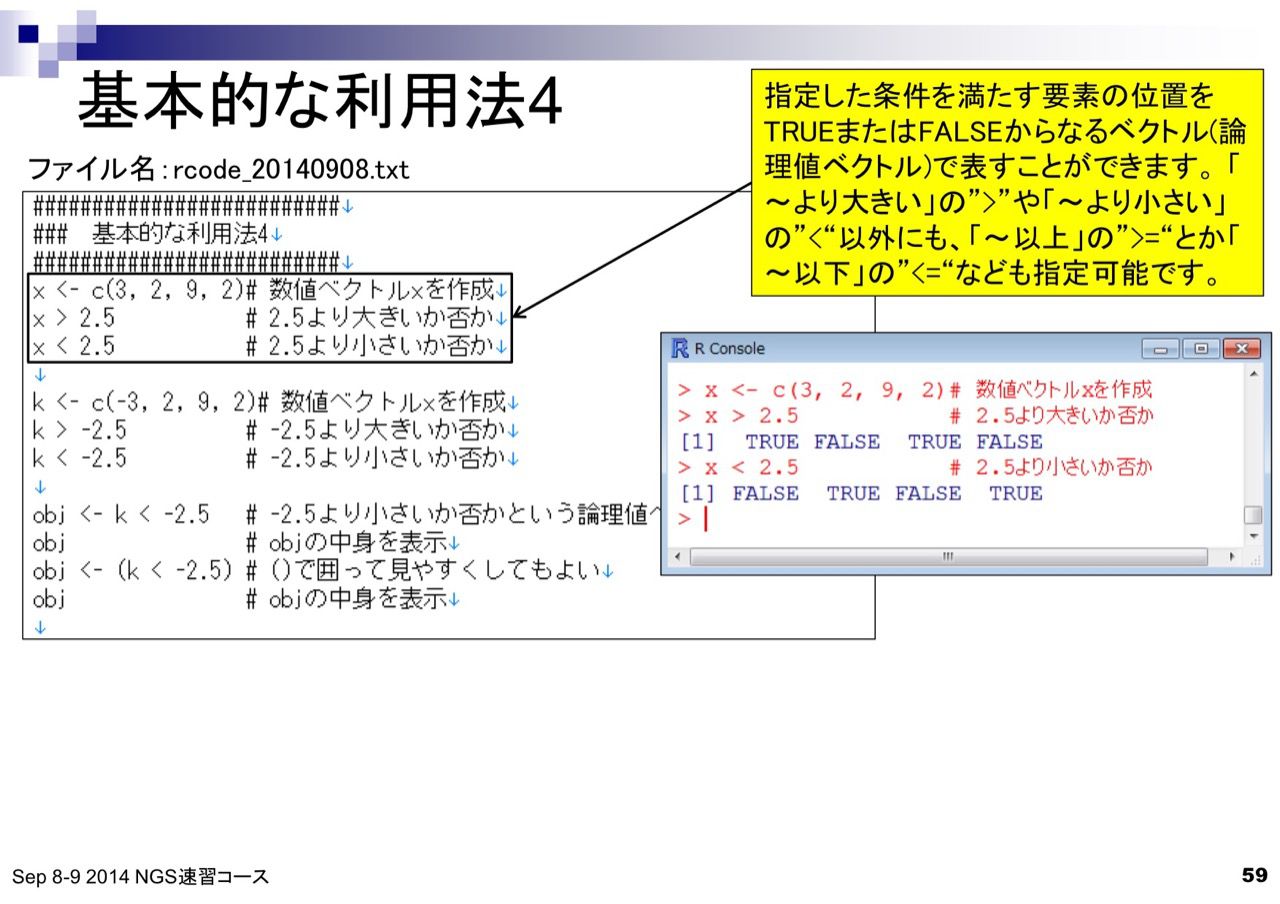 基本的な利用法4
指定した条件を満たす要素の位置を
TRUEまたはFALSEからなるベクトル(論
理値ベクトル)で表すことができます。「
～より大きい」の”>”や「～より小さい」
の”<“以外にも、「～以上」の”>=“とか「
～以下」の”<=“なども指定可能です。
ファイル名：rcode_20140908.txt
##########################↓
### 基本的な利用法4↓
##########################↓
x <- c(3, 2, 9, 2)# 数値ベクトルxを作成↓
x > 2.5 # 2.5より大きいか否か↓
x < 2.5 # 2.5より小さいか否か↓
↓
k <- c(-3, 2, 9, 2)# 数値ベクトルxを作成↓
k > -2.5 # -2.5より大きいか否か↓
k < -2.5 # -2.5より小さいか否か↓
↓
obj <- k < -2.5 # -2.5より小さいか否かという論理値
obj # objの中身を表示↓
obj <- (k < -2.5) # ()で囲って見やすくしてもよい↓
obj # objの中身を表示↓
↓
R Console
> x <- c(3, 2, 9, 2)# 数値ベクトルxを作成
> x > 2.5 # 2.5より大きいか否か
[1] TRUE FALSE TRUE FALSE
> x < 2.5 # 2.5より小さいか否か
[1] FALSE TRUE FALSE TRUE
>
Sep 8-9 2014 NGS速習コース
59